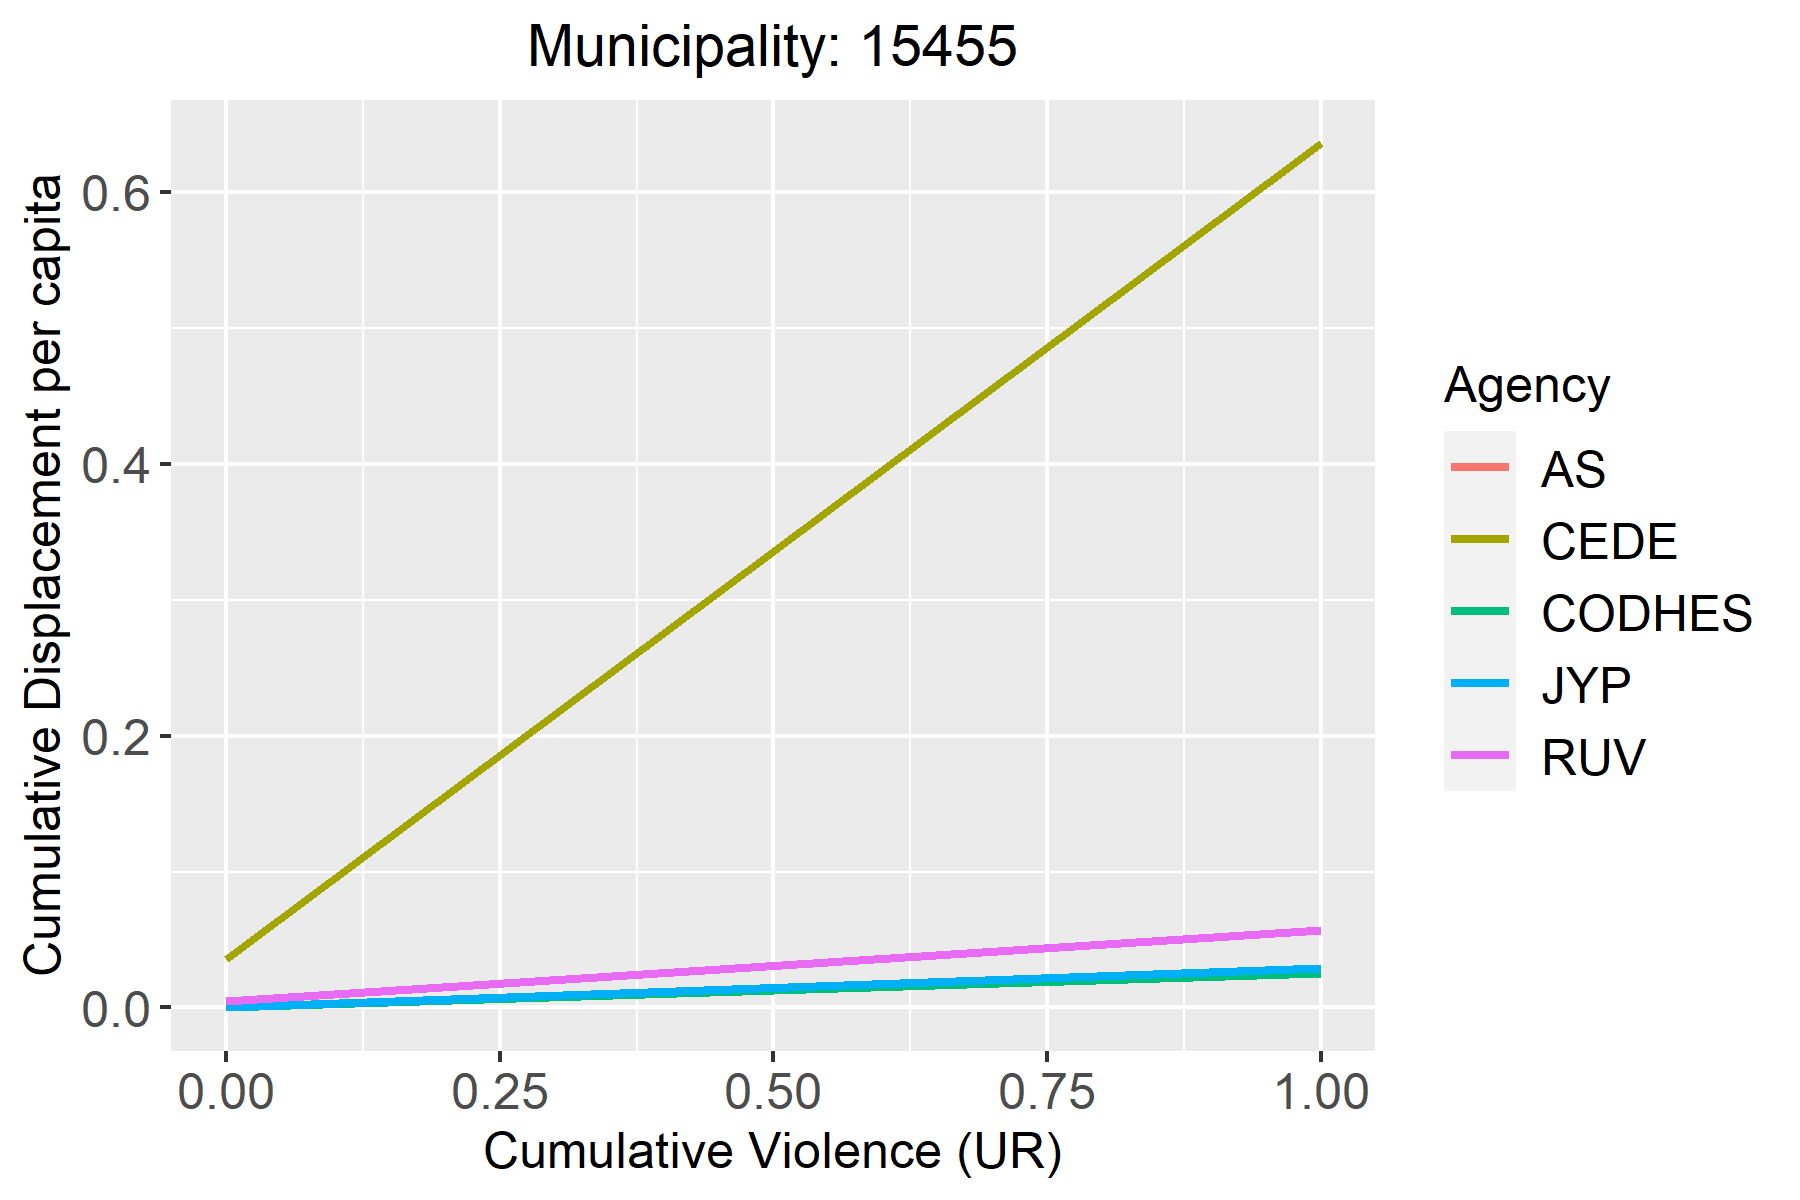 Municipality: 15455
Cumulative Displacement per capita
0.6
0.4
0.2
0.0
0.00 0.25 0.50 0.75 1.00
Cumulative Violence (UR)
Agency
AS
CEDE
CODHES
JYP
RUV